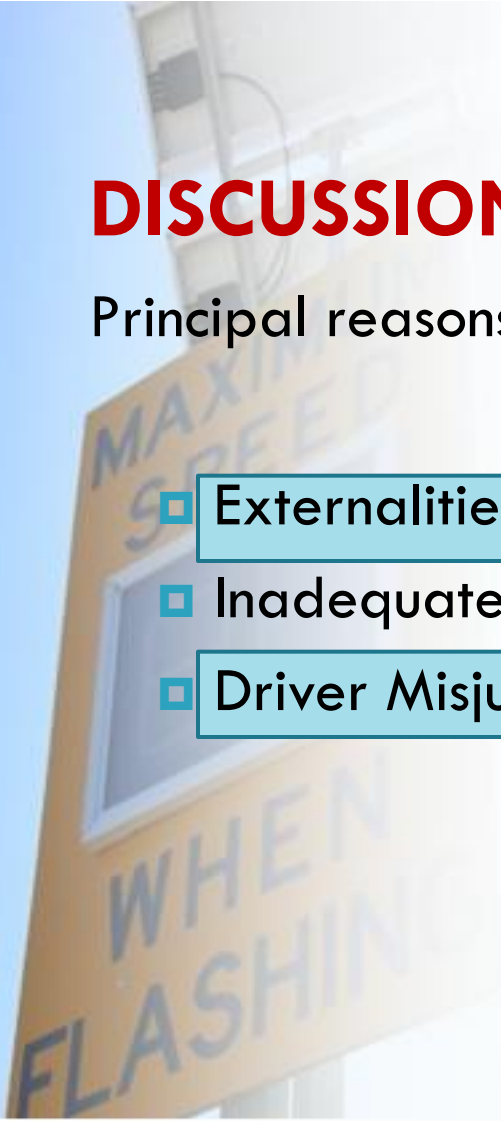 DISCUSSION
Principal reasons
Externalitie
Inadequate
Driver Misju
MAXIMUM
SPEED
WHEN
FLASHING